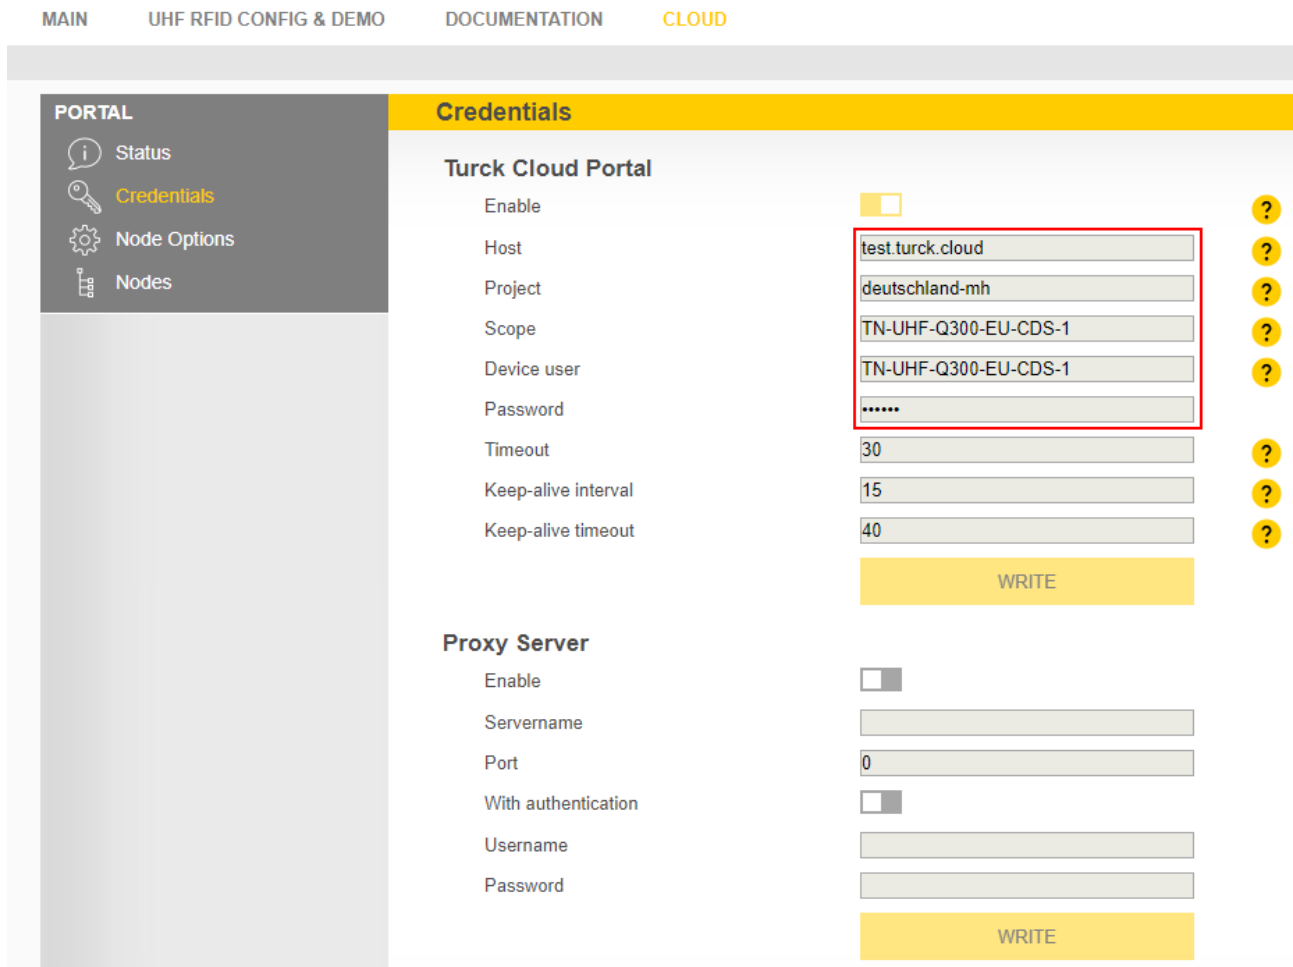 MAIN UHF RFID CONFIG & DEMO DOCUMENTATION CLOUD
PORTAL
Status
Credentials
Node Options
Nodes
Credentials
Turck Cloud Portal
Enable ?
Host test.turck.cloud ?
Project deutschland-mh ?
Scope TN-UHF-Q300-EU-CDS-1 ?
Device user TN-UHF-Q300-EU-CDS-1 ?
Password ••••••
Timeout 30 ?
Keep-alive interval 15 ?
Keep-alive timeout 40 ?
WRITE
Proxy Server
Enable
Servername
Port 0
With authentication
Username
Password
WRITE